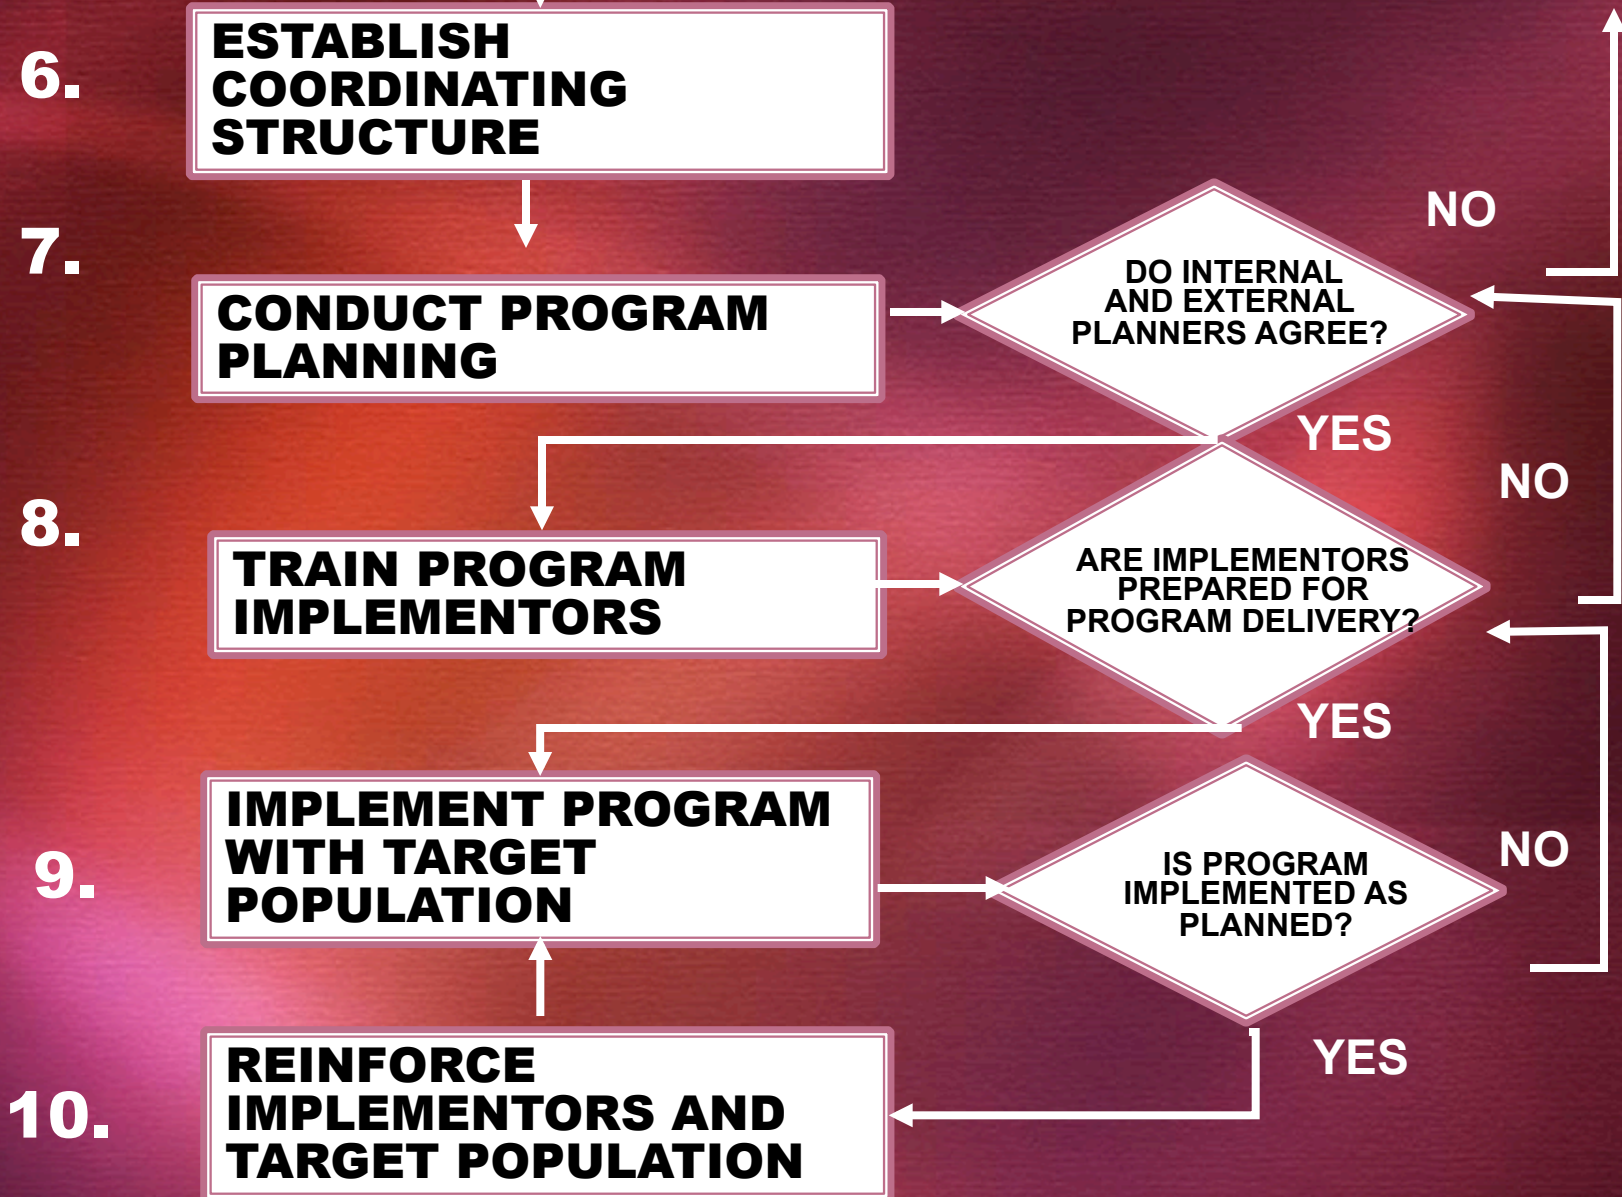 6.
ESTABLISH
COORDINATING
STRUCTURE
7.
CONDUCT PROGRAM
PLANNING
DO INTERNAL
AND EXTERNAL
PLANNERS AGREE?
NO
YES
8.
TRAIN PROGRAM
IMPLEMENTORS
ARE IMPLEMENTORS
PREPARED FOR
PROGRAM DELIVERY?
NO
YES
9.
IMPLEMENT PROGRAM
WITH TARGET
POPULATION
IS PROGRAM
IMPLEMENTED AS
PLANNED?
NO
YES
10.
REINFORCE
IMPLEMENTORS AND
TARGET POPULATION